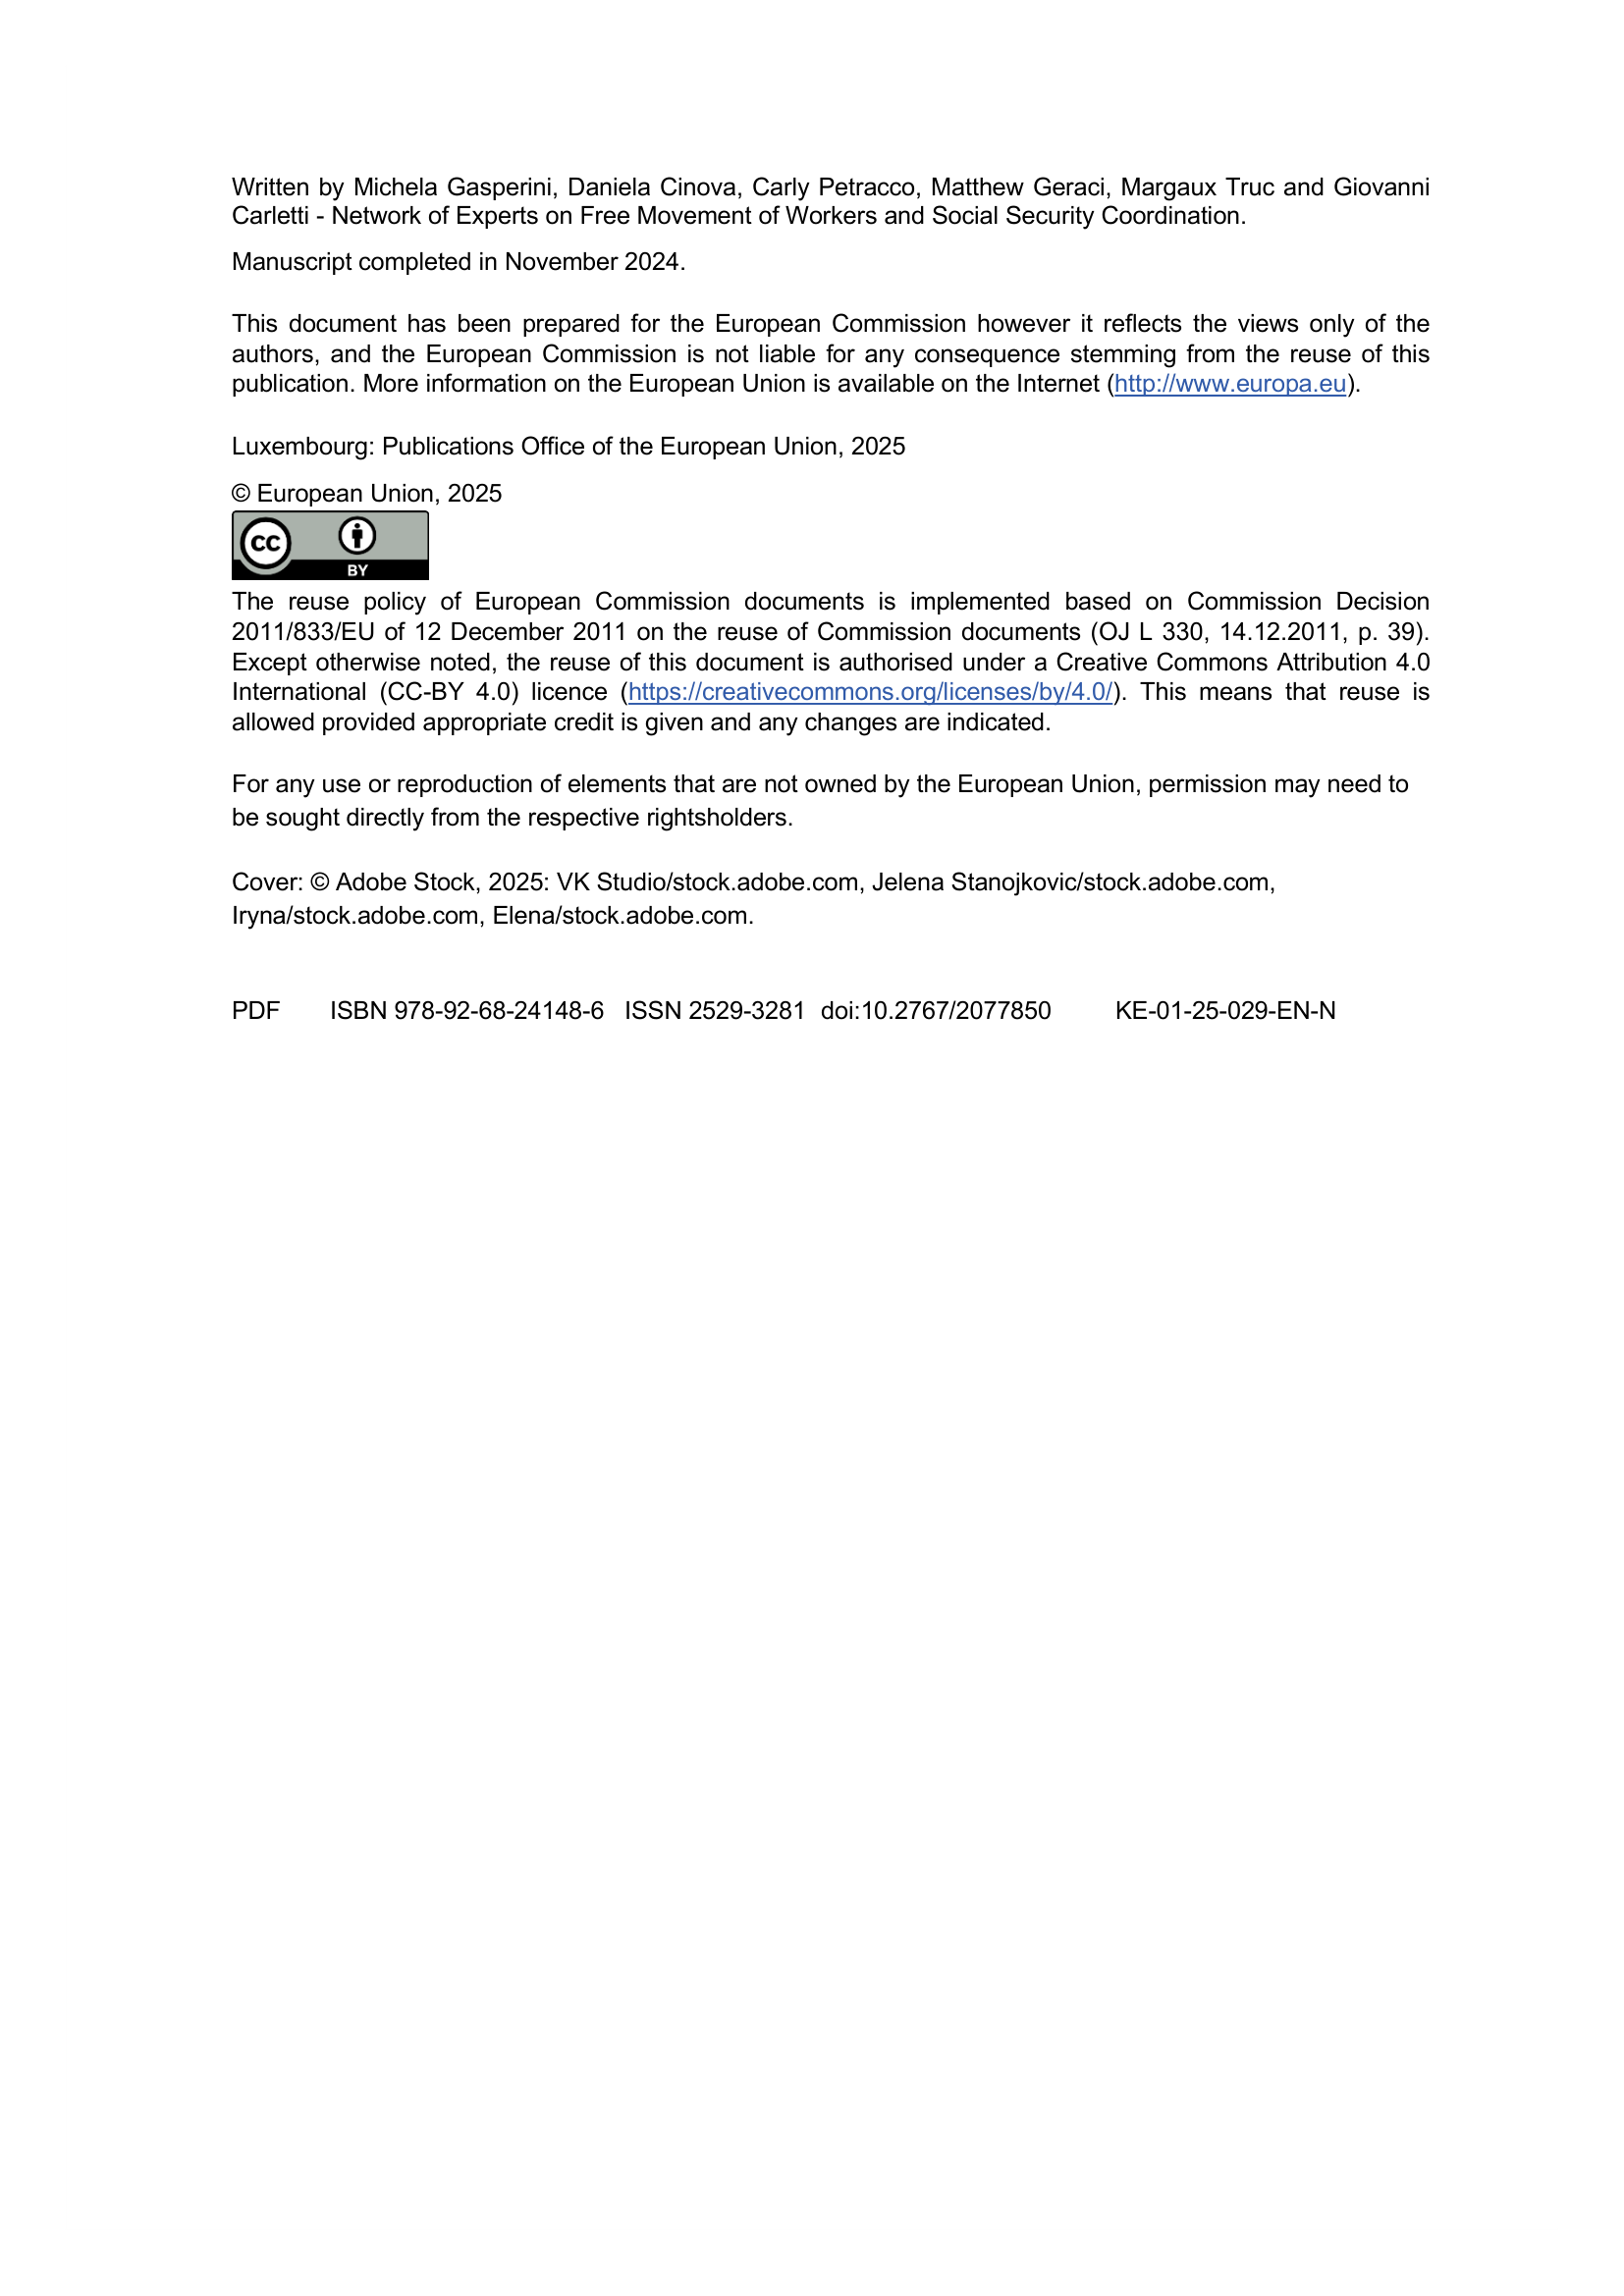 Written by Michela Gasperini, Daniela Cinova, Carly Petracco, Matthew Geraci, Margaux Truc and Giovanni
Carletti - Network of Experts on Free Movement of Workers and Social Security Coordination.
Manuscript completed in November 2024.
This document has been prepared for the European Commission however it reflects the views only of the
authors, and the European Commission is not liable for any consequence stemming from the reuse of this
publication. More information on the European Union is available on the Internet (http://www.europa.eu).
Luxembourg: Publications Office of the European Union, 2025
© European Union, 2025
cc
BY
The reuse policy of European Commission documents is implemented based on Commission Decision
2011/833/EU of 12 December 2011 on the reuse of Commission documents (OJ L 330, 14.12.2011, p. 39).
Except otherwise noted, the reuse of this document is authorised under a Creative Commons Attribution 4.0
International (CC-BY 4.0) licence (https://creativecommons.org/licenses/by/4.0/). This means that reuse is
allowed provided appropriate credit is given and any changes are indicated.
For any use or reproduction of elements that are not owned by the European Union, permission may need to
be sought directly from the respective rightsholders.
Cover: © Adobe Stock, 2025: VK Studio/stock.adobe.com, Jelena Stanojkovic/stock.adobe.com,
Iryna/stock.adobe.com, Elena/stock.adobe.com.
PDF ISBN 978-92-68-24148-6 ISSN 2529-3281 doi:10.2767/2077850 KE-01-25-029-EN-N